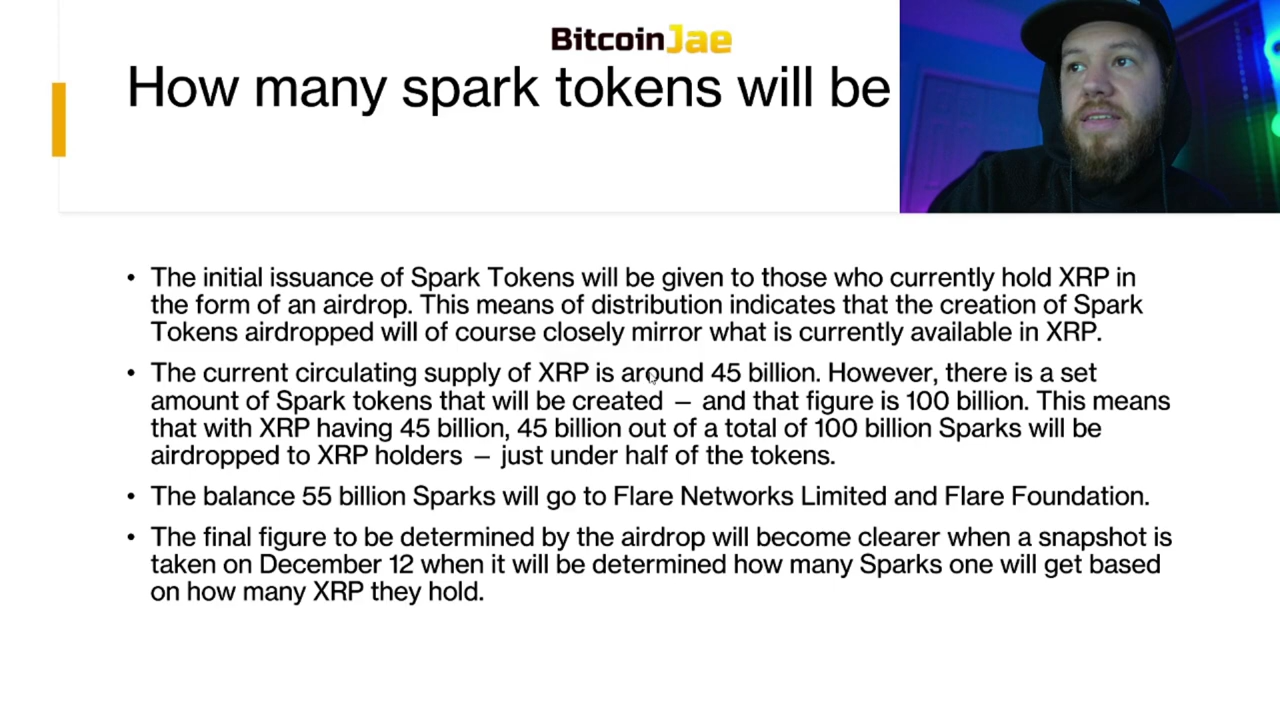 BitcoinJae
How many spark tokens will be
• The initial issuance of Spark Tokens will be given to those who currently hold XRP in
the form of an airdrop. This means of distribution indicates that the creation of Spark
Tokens airdropped will of course closely mirror what is currently available in XRP.
• The current circulating supply of XRP is around 45 billion. However, there is a set
amount of Spark tokens that will be created – and that figure is 100 billion. This means
that with XRP having 45 billion, 45 billion out of a total of 100 billion Sparks will be
airdropped to XRP holders – just under half of the tokens.
• The balance 55 billion Sparks will go to Flare Networks Limited and Flare Foundation.
• The final figure to be determined by the airdrop will become clearer when a snapshot is
taken on December 12 when it will be determined how many Sparks one will get based
on how many XRP they hold.